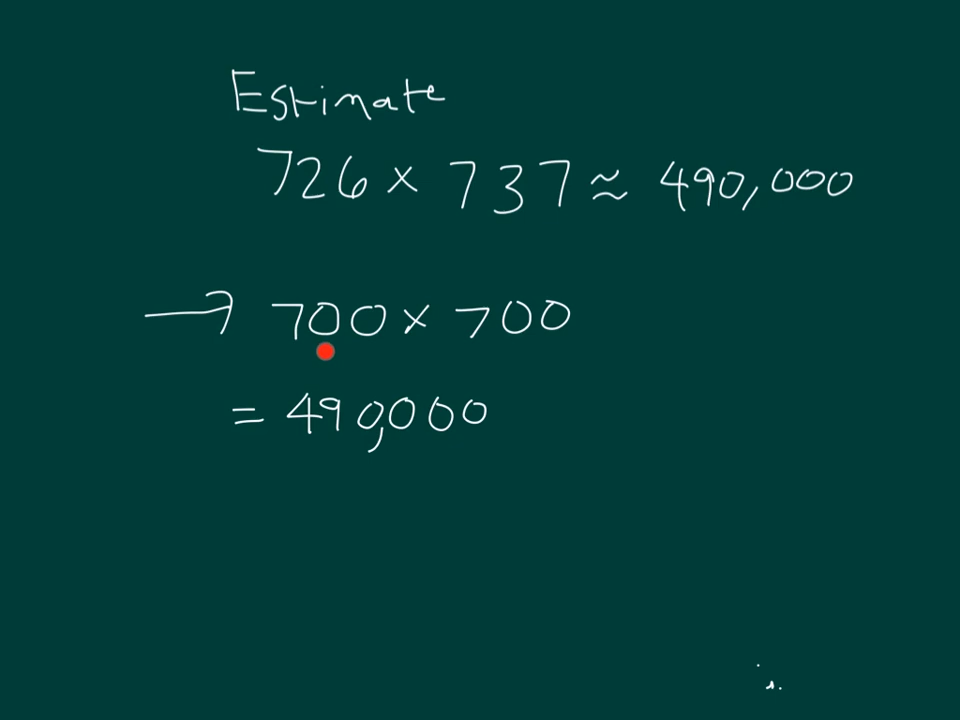 Estimate
726 × 737 ≈ 490,000
→ 700 × 700
= 490,000